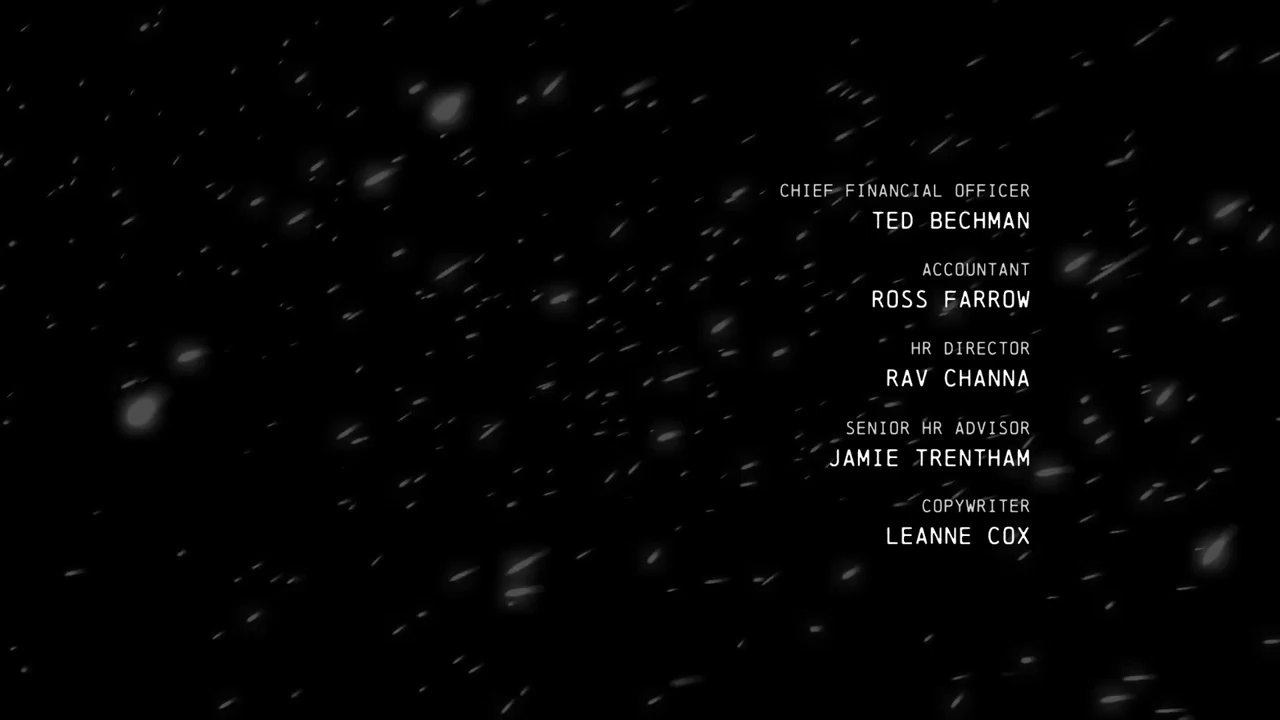 CHIEF FINANCIAL OFFICER
TED BECHMAN
ACCOUNTANT
ROSS FARROW
HR DIRECTOR
RAV CHANNA
SENIOR HR ADVISOR
JAMIE TRENTHAM
COPYWRITER
LEANNE COX